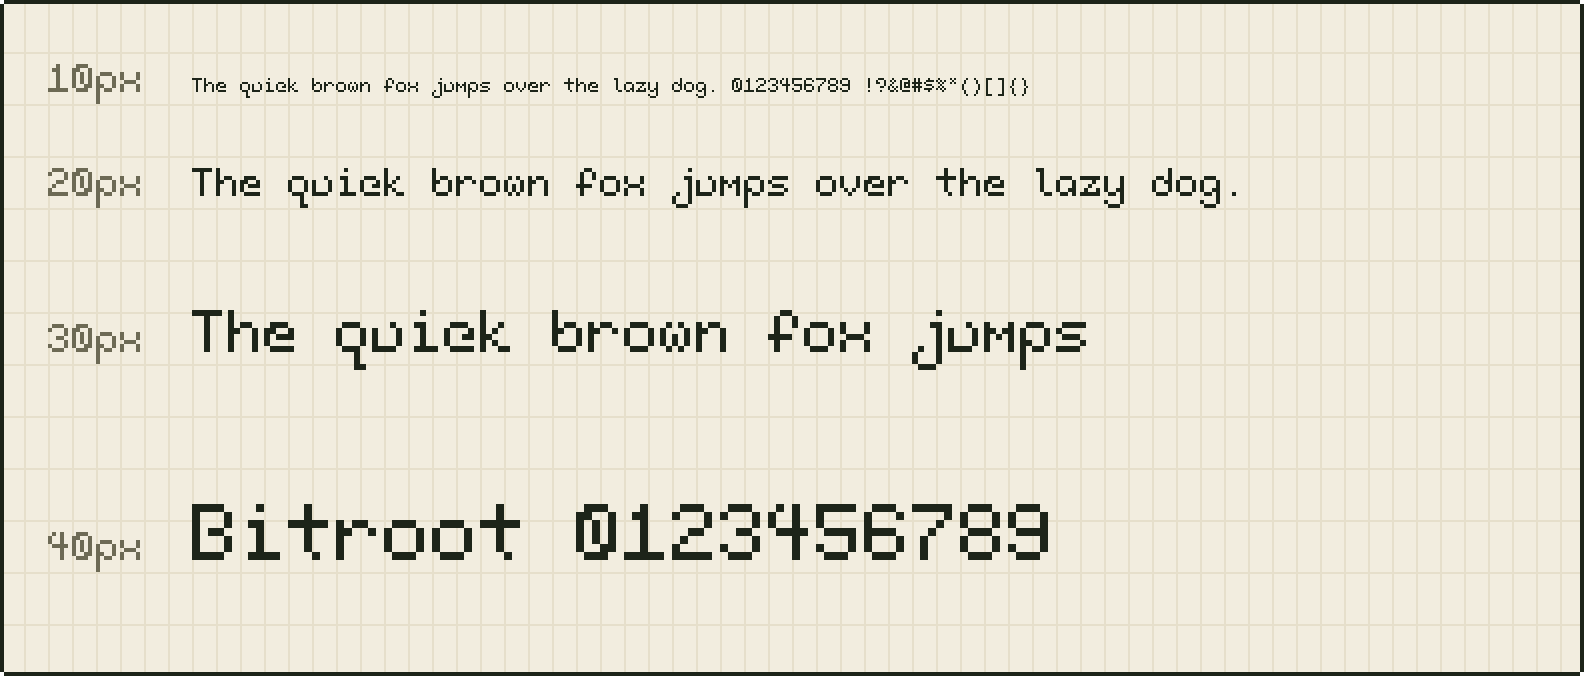 10px The quick brown fox jumps over the lazy dog. 0123456789 !?&@#$%*()[]{}
20px The quick brown fox jumps over the lazy dog.
30px The quick brown fox jumps
40px Bitroot 0123456789